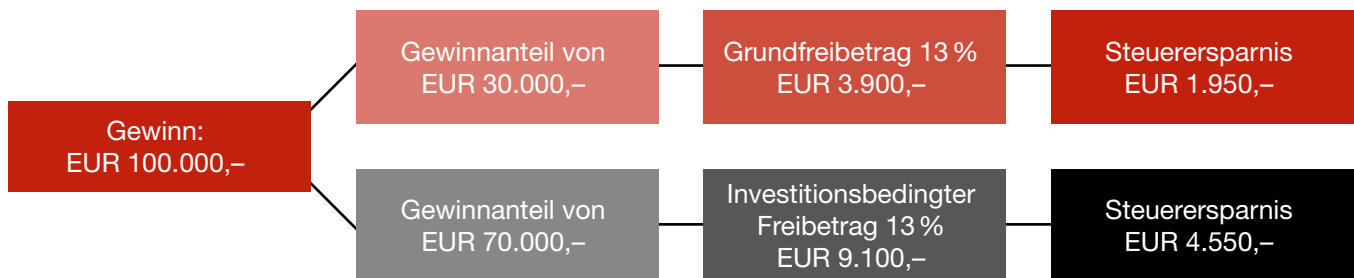 Gewinn:
EUR 100.000,–
Gewinnanteil von
EUR 30.000,–
Grundfreibetrag 13 %
EUR 3.900,–
Steuerersparnis
EUR 1.950,–
Gewinnanteil von
EUR 70.000,–
Investitionsbedingter
Freibetrag 13 %
EUR 9.100,–
Steuerersparnis
EUR 4.550,–